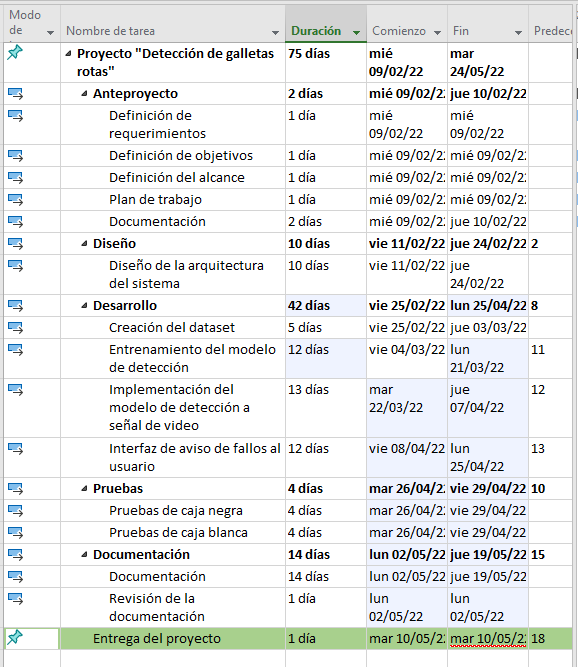 Modo de Nombre de tarea Duración Comienzo Fin Predec
Proyecto "Detección de galletas rotas" 75 días mié 09/02/22 mar 24/05/22
Anteproyecto 2 días mié 09/02/22 jue 10/02/22
Definición de requerimientos 1 día mié 09/02/22 mié 09/02/22
Definición de objetivos 1 día mié 09/02/2 mié 09/02/2
Definición del alcance 1 día mié 09/02/2 mié 09/02/2
Plan de trabajo 1 día mié 09/02/2 mié 09/02/2
Documentación 2 días mié 09/02/2 jue 10/02/22
Diseño 10 días vie 11/02/22 jue 24/02/22 2
Diseño de la arquitectura del sistema 10 días vie 11/02/22 jue 24/02/22
Desarrollo 42 días vie 25/02/22 lun 25/04/22 8
Creación del dataset 5 días vie 25/02/22 jue 03/03/22
Entrenamiento del modelo de detección 12 días vie 04/03/22 lun 21/03/22 11
Implementación del modelo de detección a señal de video 13 días mar 22/03/22 jue 07/04/22 12
Interfaz de aviso de fallos al usuario 12 días vie 08/04/22 lun 25/04/22 13
Pruebas 4 días mar 26/04/22 vie 29/04/22 10
Pruebas de caja negra 4 días mar 26/04/2 vie 29/04/22
Pruebas de caja blanca 4 días mar 26/04/2 vie 29/04/22
Documentación 14 días lun 02/05/22 jue 19/05/22 15
Documentación 14 días lun 02/05/22 jue 19/05/22
Revisión de la documentación 1 día lun 02/05/22 lun 02/05/22
Entrega del proyecto 1 día mar 10/05/2 mar 10/05/2 18